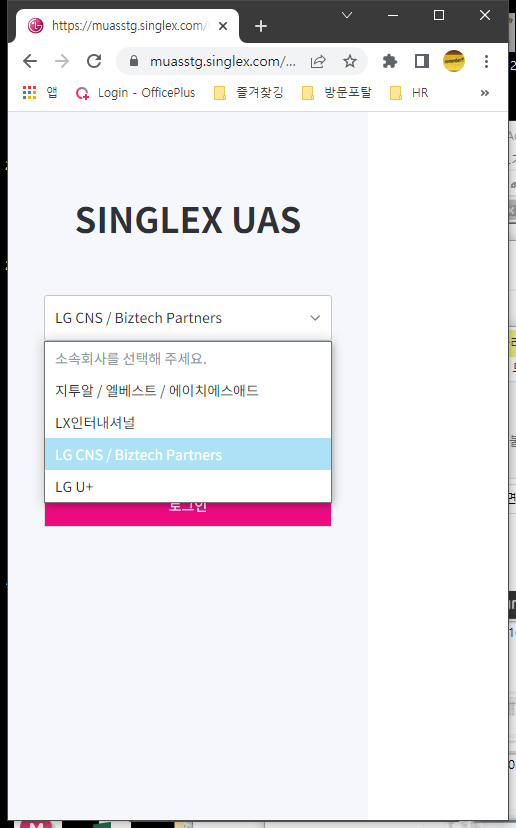 https://muasstg.singlex.com/
muasstg.singlex.com/...
앱
Login - OfficePlus
즐겨찾깅
방문포탈
HR
SINGLEX UAS
LG CNS / Biztech Partners
소속회사를 선택해 주세요.
지투알 / 엘베스트 / 에이치에스애드
LX인터내셔널
LG CNS / Biztech Partners
LG U+
로그인